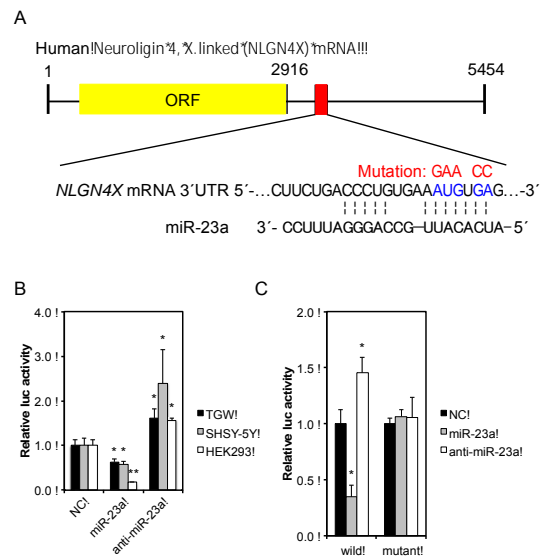 A
Human!Neuroligin*4,*X.linked*(NLGN4X)*mRNA!!!
1
2916
5454
ORF
Mutation: GAA CC
NLGN4X mRNA 3´UTR 5´-…CUUCUGACCCUGUGAAAUGUGAG…-3´
miR-23a 3´- CCUUUAGGGACCG–UUACACUA–5´
B
4.0 !
3.0 !
2.0 !
1.0 !
0.0 !
Relative luc activity
* * **
* * *
TGW!
SHSY-5Y!
HEK293!
NC!
miR-23a!
anti-miR-23a!
C
2.0 !
1.5 !
1.0 !
0.5 !
0.0 !
Relative luc activity
*
*
NC!
miR-23a!
anti-miR-23a!
wild!
mutant!